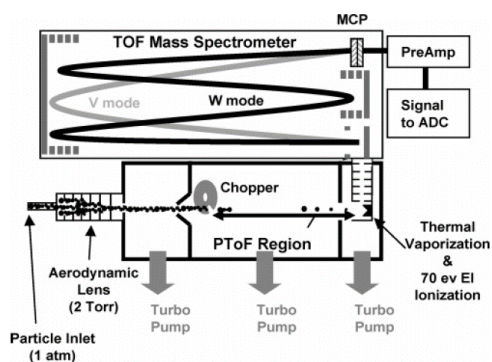 MCP
TOF Mass Spectrometer
PreAmp
V mode
W mode
Signal
to ADC
Chopper
PToF Region
Thermal
Vaporization
&
70 ev EI
Ionization
Aerodynamic
Lens
(2 Torr)
Particle Inlet
(1 atm)
Turbo
Pump
Turbo
Pump
Turbo
Pump